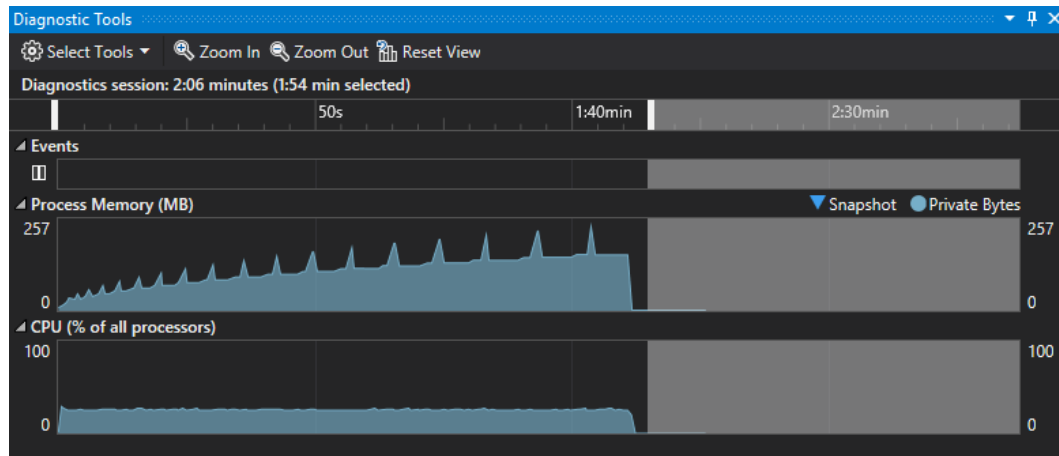 Diagnostic Tools
Select Tools Zoom In Zoom Out Reset View
Diagnostics session: 2:06 minutes (1:54 min selected)
50s 1:40min 2:30min
Events
Process Memory (MB) Snapshot Private Bytes
257 257
0 0
CPU (% of all processors)
100 100
0 0